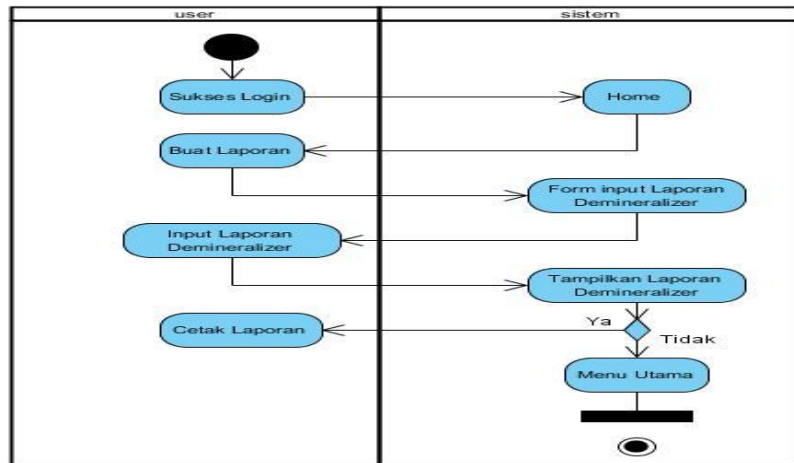 user
sistem
Sukses Login
Home
Buat Laporan
Form input Laporan
Demineralizer
Input Laporan
Demineralizer
Tampilkan Laporan
Demineralizer
Cetak Laporan
Ya
Tidak
Menu Utama